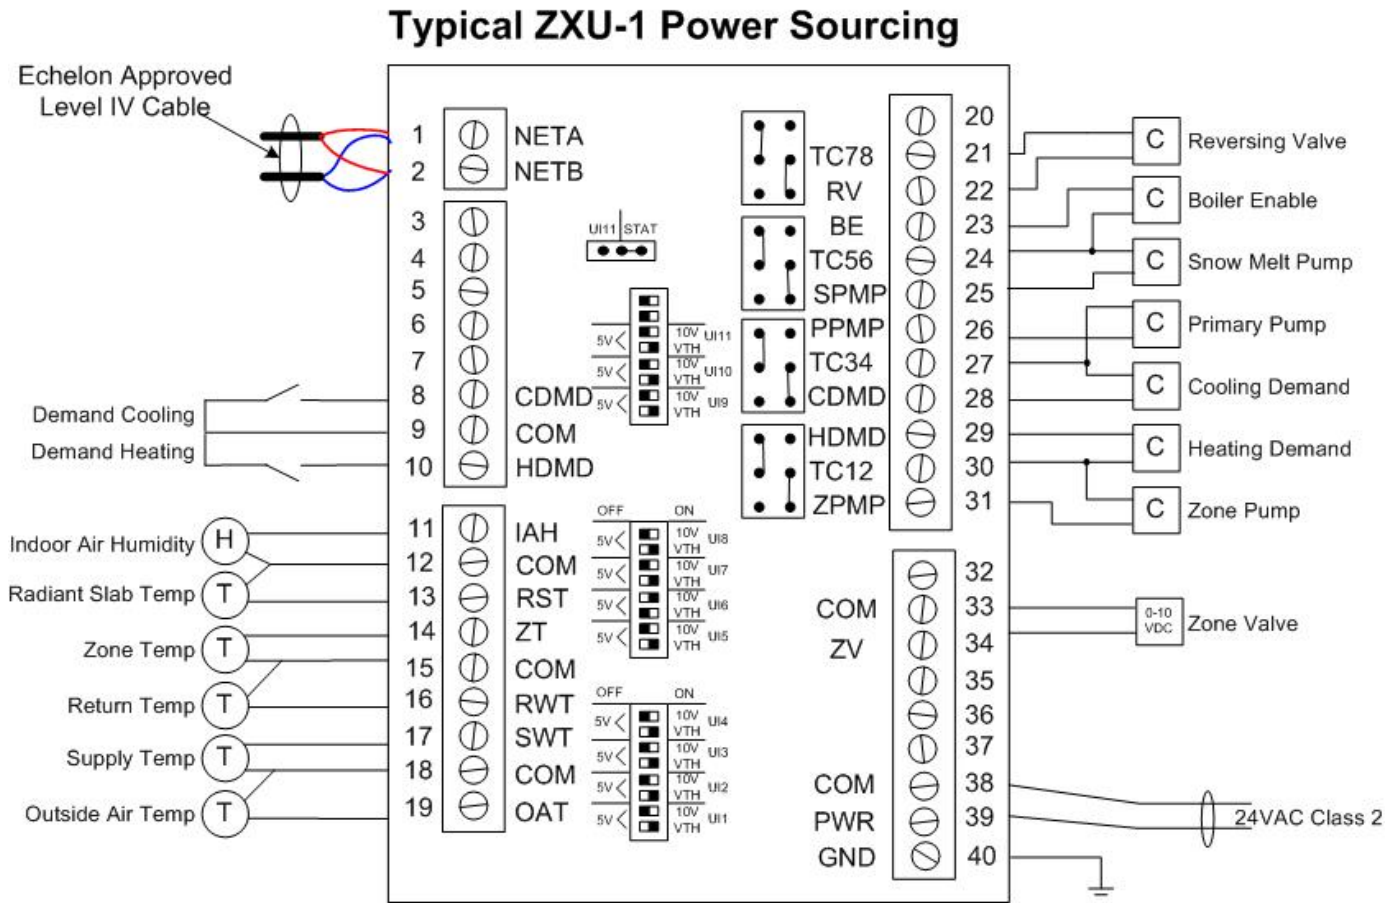 Typical ZXU-1 Power Sourcing
Echelon Approved
Level IV Cable
1 NETA
2 NETB
3
4
5
6
7
8 CDMD
9 COM
10 HDMD
Demand Cooling
Demand Heating
11 IAH
12 COM
13 RST
14 ZT
15 COM
16 RWT
17 SWT
18 COM
19 OAT
Indoor Air Humidity H
Radiant Slab Temp T
Zone Temp T
Return Temp T
Supply Temp T
Outside Air Temp T
UI11 STAT
5V< 10V UI11
VTH
5V< 10V UI10
VTH
5V< 10V UI9
VTH
OFF ON
5V< 10V UI8
VTH
5V< 10V UI7
VTH
5V< 10V UI6
VTH
5V< 10V UI5
VTH
OFF ON
5V< 10V UI4
VTH
5V< 10V UI3
VTH
5V< 10V UI2
VTH
5V< 10V UI1
VTH
20
TC78 21
RV 22
BE 23
TC56 24
SPMP 25
PPMP 26
TC34 27
CDMD 28
HDMD 29
TC12 30
ZPMP 31
C Reversing Valve
C Boiler Enable
C Snow Melt Pump
C Primary Pump
C Cooling Demand
C Heating Demand
C Zone Pump
32
COM 33
ZV 34
35
36
37
COM 38
PWR 39
GND 40
0-10
VDC
Zone Valve
24VAC Class 2